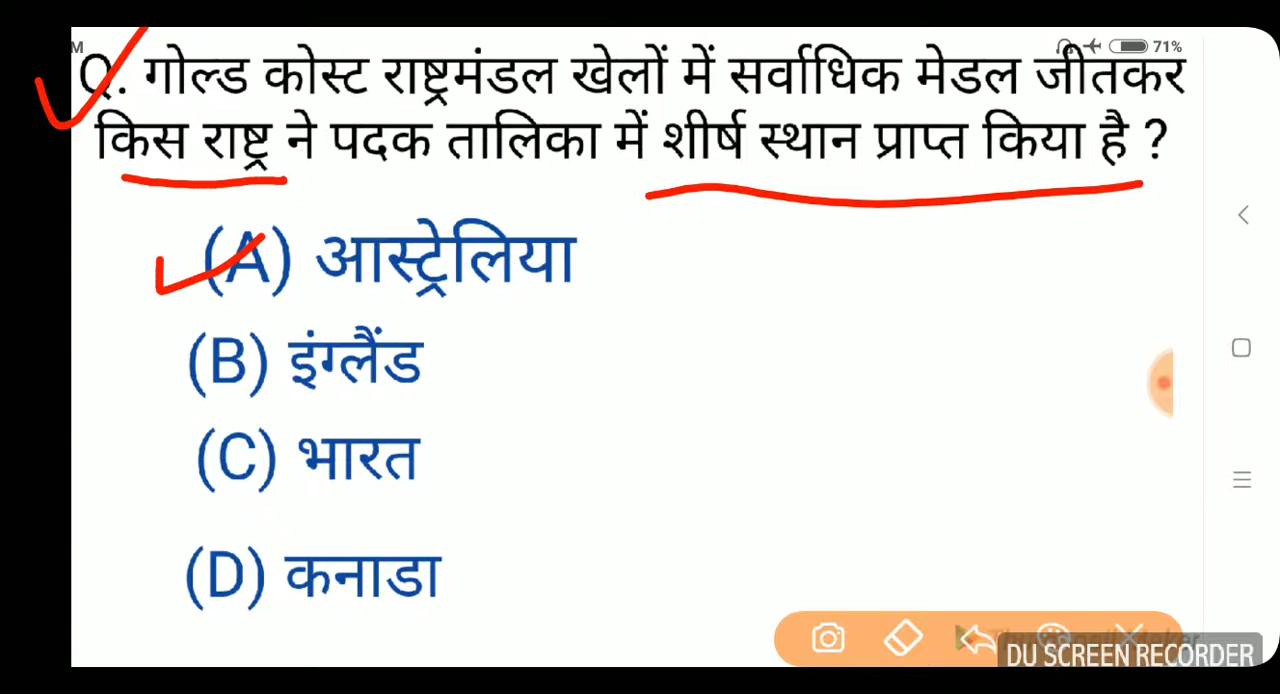 M
71%
Q. गोल्ड कोस्ट राष्ट्रमंडल खेलों में सर्वाधिक मेडल जीतकर
किस राष्ट्र ने पदक तालिका में शीर्ष स्थान प्राप्त किया है ?
(A) आस्ट्रेलिया
(B) इंग्लैंड
(C) भारत
(D) कनाडा
DU SCREEN RECORDER